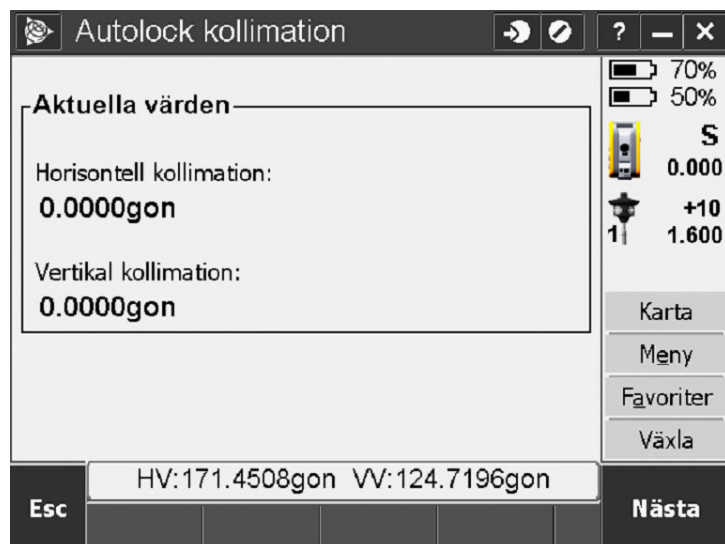 Autolock kollimation
?
70%
50%
Aktuella värden
S
0.000
Horisontell kollimation:
0.0000gon
+10
1
1.600
Vertikal kollimation:
0.0000gon
Karta
Meny
Favoriter
Växla
HV:171.4508gon VV:124.7196gon
Esc
Nästa